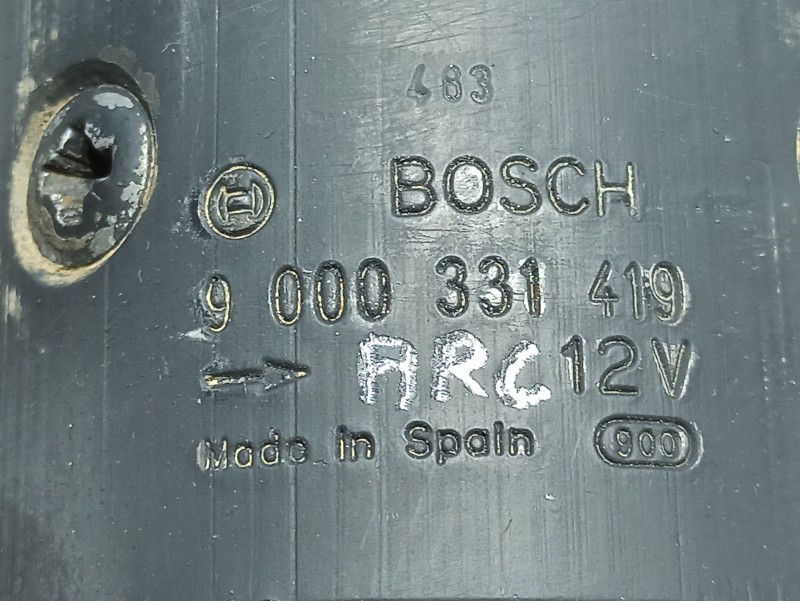 483
BOSCH
9 000 331 419
ARC 12V
Made in Spain 900